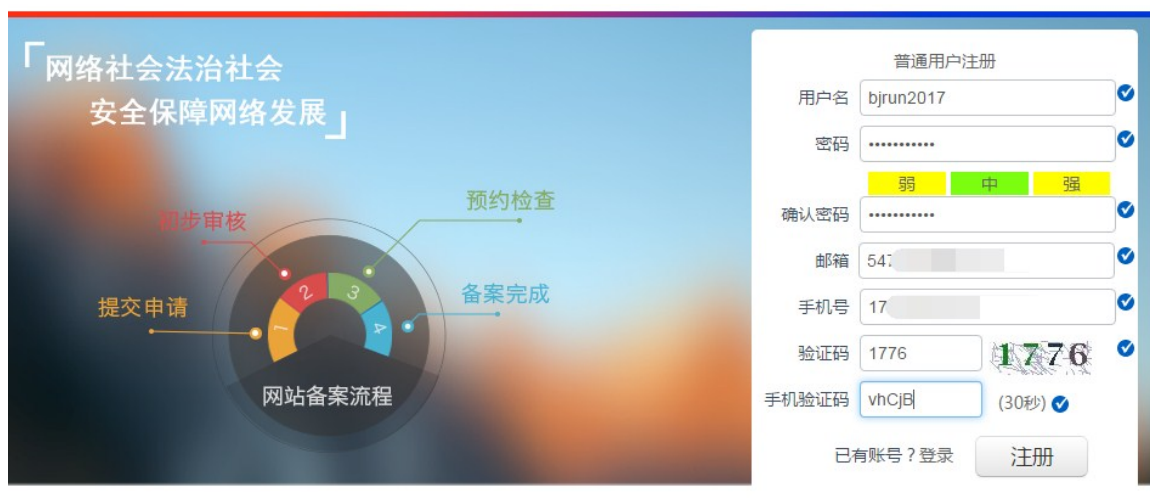 「网络社会法治社会
安全保障网络发展」
初步审核
预约检查
提交申请
备案完成
1
2
3
4
网站备案流程
普通用户注册
用户名 bjrun2017
密码 ···········
弱 中 强
确认密码 ···········
邮箱 547
手机号 17
验证码 1776 1776
手机验证码 vhCjB (30秒)
已有账号？登录 注册